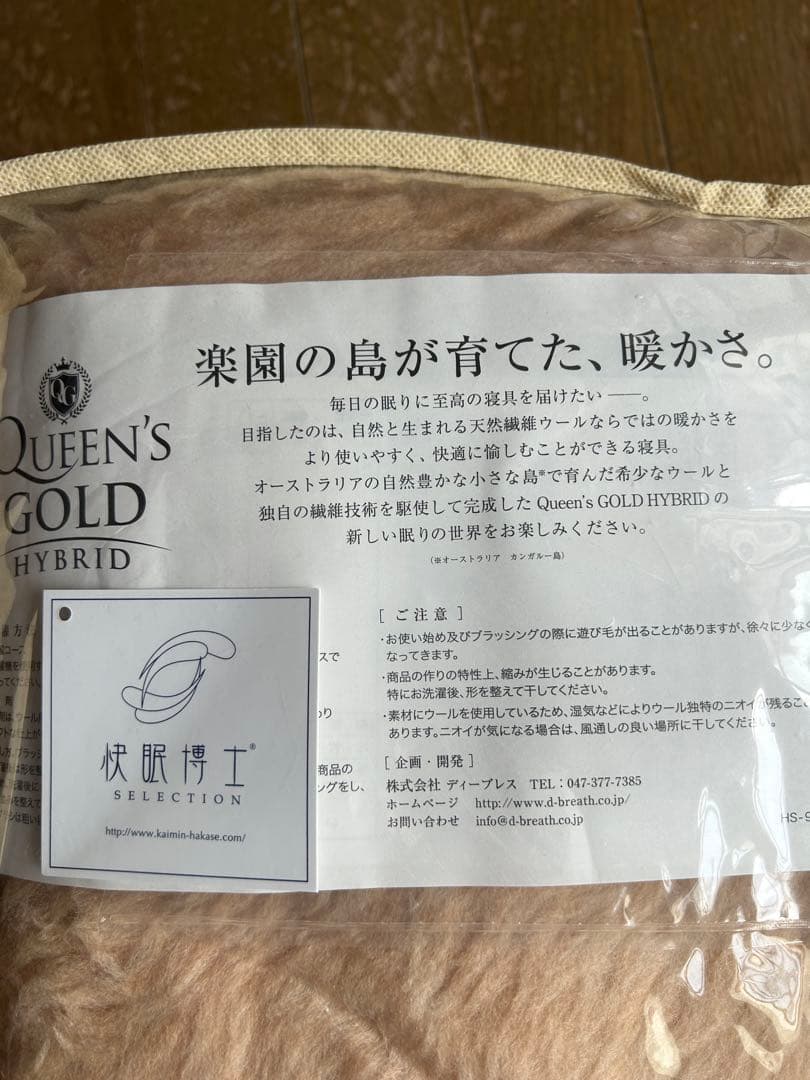 楽園の島が育てた、暖かさ。
毎日の眠りに至高の寝具を届けたい ――。
目指したのは、自然と生まれる天然繊維ウールならではの暖かさを
より使いやすく、快適に愉しむことができる寝具。
オーストラリアの自然豊かな小さな島※で育んだ希少なウールと
独自の繊維技術を駆使して完成した Queen's GOLD HYBRID の
新しい眠りの世界をお楽しみください。
(※オーストラリア カンガルー島)
QG
QUEEN'S
GOLD
HYBRID
[ ご注意 ]
・お使い始め及びブラッシングの際に遊び毛が出ることがありますが、徐々に少なく
なってきます。
・商品の作りの特性上、縮みが生じることがあります。
特にお洗濯後、形を整えて干してください。
・素材にウールを使用しているため、湿気などによりウール独特のニオイが残るこ
あります。ニオイが気になる場合は、風通しの良い場所に干してください。
[ 企画・開発 ]
株式会社 ディーブレス TEL：047-377-7385
ホームページ http://www.d-breath.co.jp/
お問い合わせ info@d-breath.co.jp
HS-9
スで
わり
商品の
ングをし、
快眠博士®
SELECTION
http://www.kaimin-hakase.com/